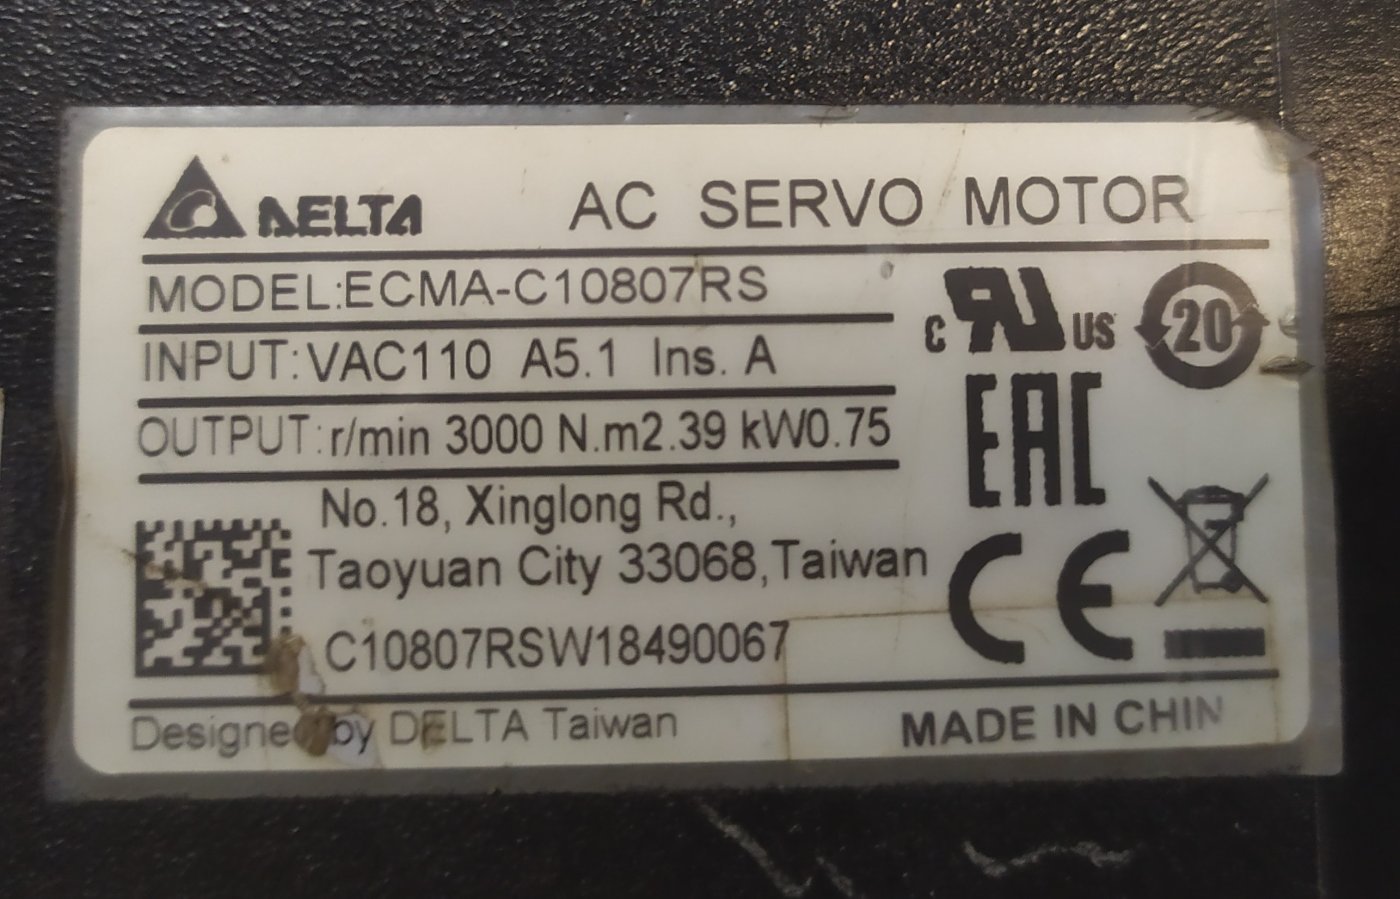 DELTA AC SERVO MOTOR
MODEL:ECMA-C10807RS
INPUT:VAC110 A5.1 Ins. A
OUTPUT:r/min 3000 N.m2.39 kW0.75
c RU US 20
EAC
No.18, Xinglong Rd.,
Taoyuan City 33068,Taiwan
CE
C10807RSW18490067
Designed by DELTA Taiwan MADE IN CHIN